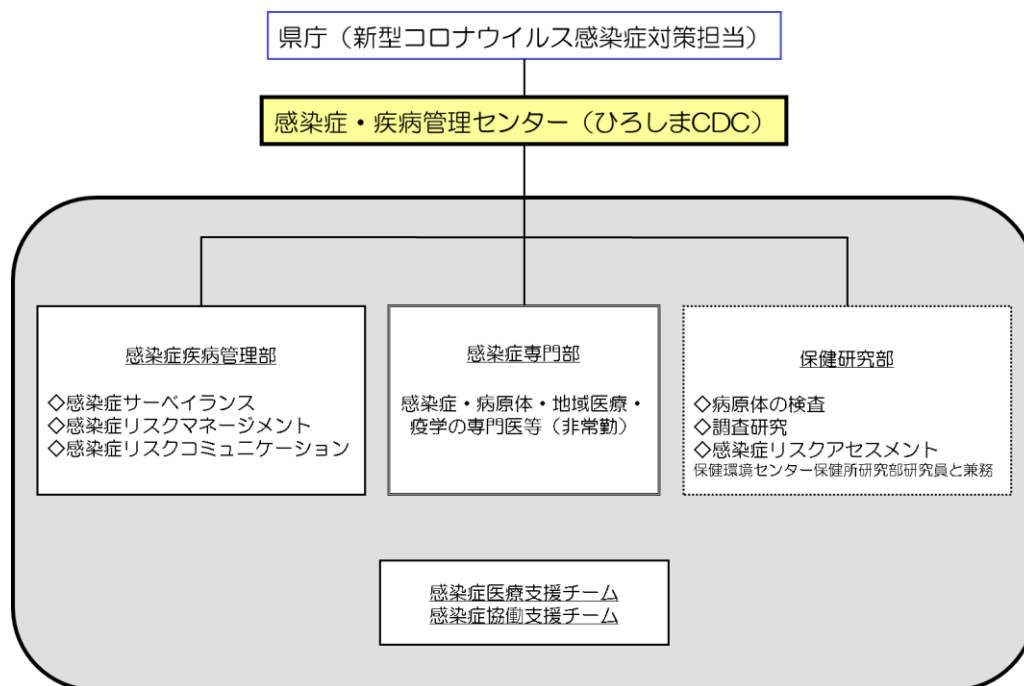 県庁（新型コロナウイルス感染症対策担当）
感染症・疾病管理センター（ひろしまCDC）
感染症疾病管理部
◇感染症サーベイランス
◇感染症リスクマネージメント
◇感染症リスクコミュニケーション
感染症専門部
感染症・病原体・地域医療・
疫学の専門医等（非常勤）
保健研究部
◇病原体の検査
◇調査研究
◇感染症リスクアセスメント
保健環境センター保健所研究部研究員と兼務
感染症医療支援チーム
感染症協働支援チーム